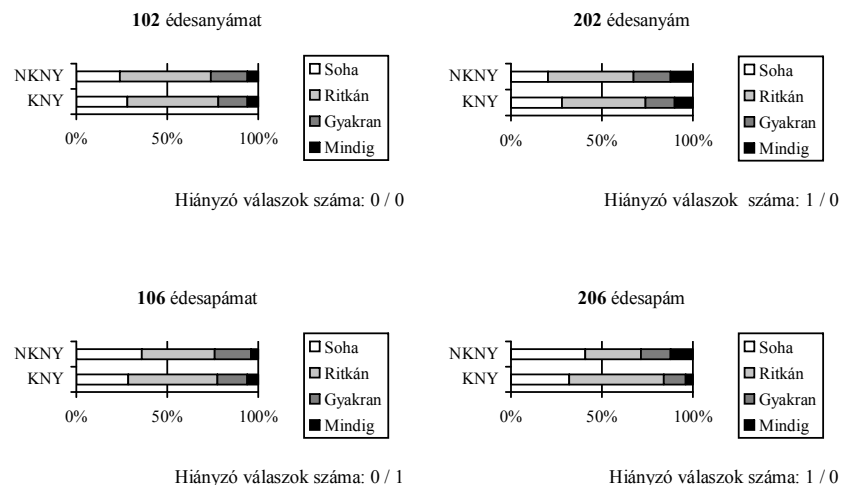 102 édesanyámat
NKNY
KNY
0% 50% 100%
Soha
Ritkán
Gyakran
Mindig
Hiányzó válaszok száma: 0 / 0
202 édesanyám
NKNY
KNY
0% 50% 100%
Soha
Ritkán
Gyakran
Mindig
Hiányzó válaszok száma: 1 / 0
106 édesapámat
NKNY
KNY
0% 50% 100%
Soha
Ritkán
Gyakran
Mindig
Hiányzó válaszok száma: 0 / 1
206 édesapám
NKNY
KNY
0% 50% 100%
Soha
Ritkán
Gyakran
Mindig
Hiányzó válaszok száma: 1 / 0